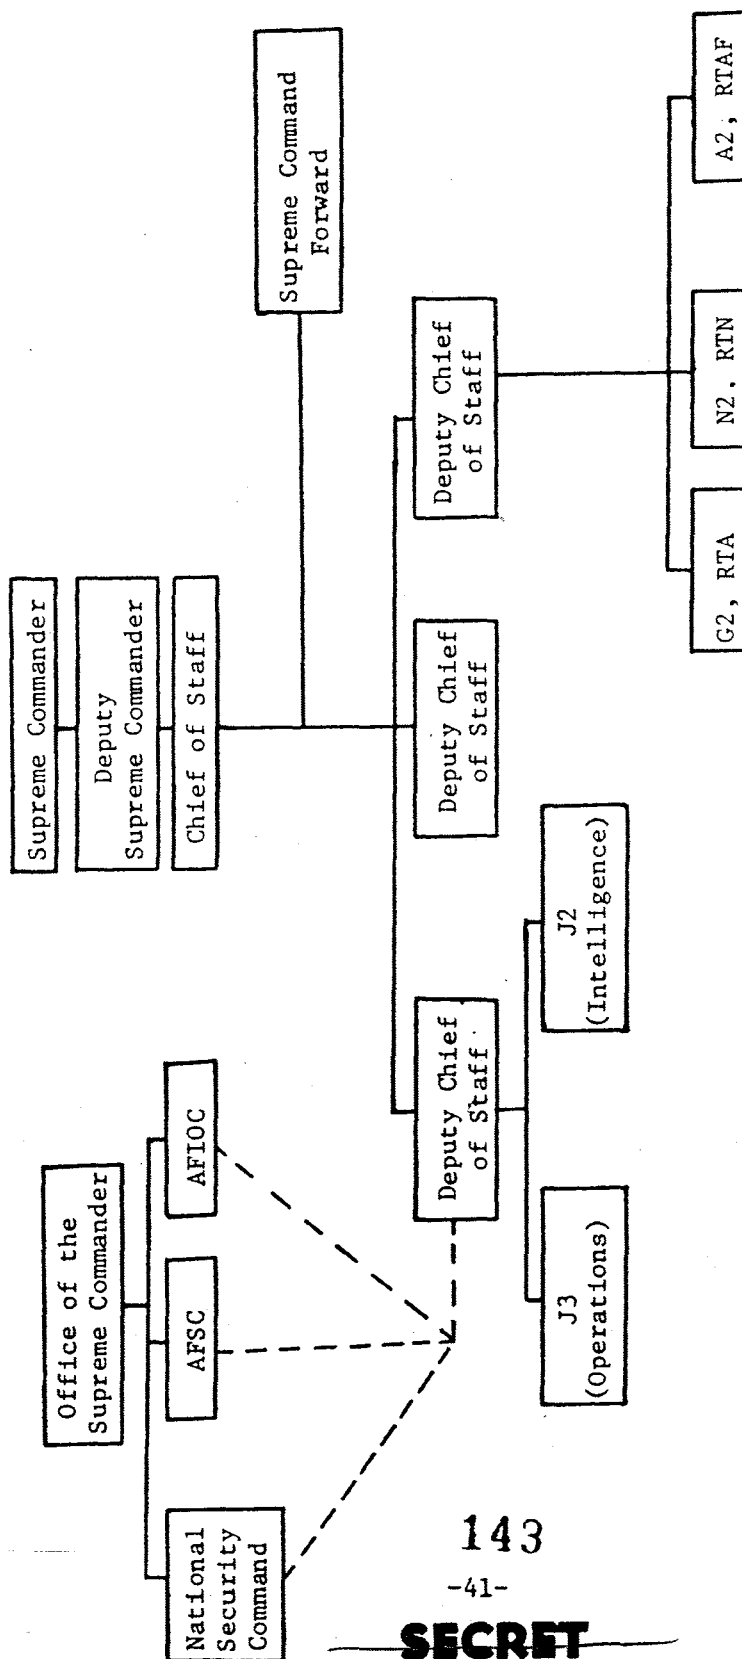 Supreme Commander
Deputy
Supreme Commander
Chief of Staff
Supreme Command
Forward
Office of the
Supreme Commander
National
Security
Command
AFSC
AFIOC
Deputy Chief
of Staff
Deputy Chief
of Staff
Deputy Chief
of Staff
J3
(Operations)
J2
(Intelligence)
G2, RTA
N2, RTN
A2, RTAF
143
-41-
SECRET